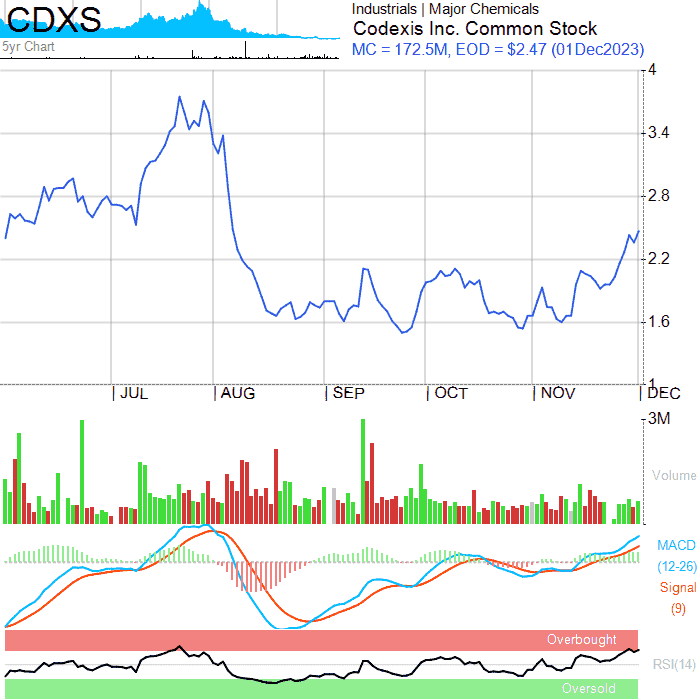 CDXS
5yr Chart
Industrials | Major Chemicals
Codexis Inc. Common Stock
MC = 172.5M, EOD = $2.47 (01Dec2023)
4
3.4
2.8
2.2
1.6
1
JUL AUG SEP OCT NOV DEC
3M
Volume
MACD
(12-26)
Signal
(9)
Overbought
RSI(14)
Oversold